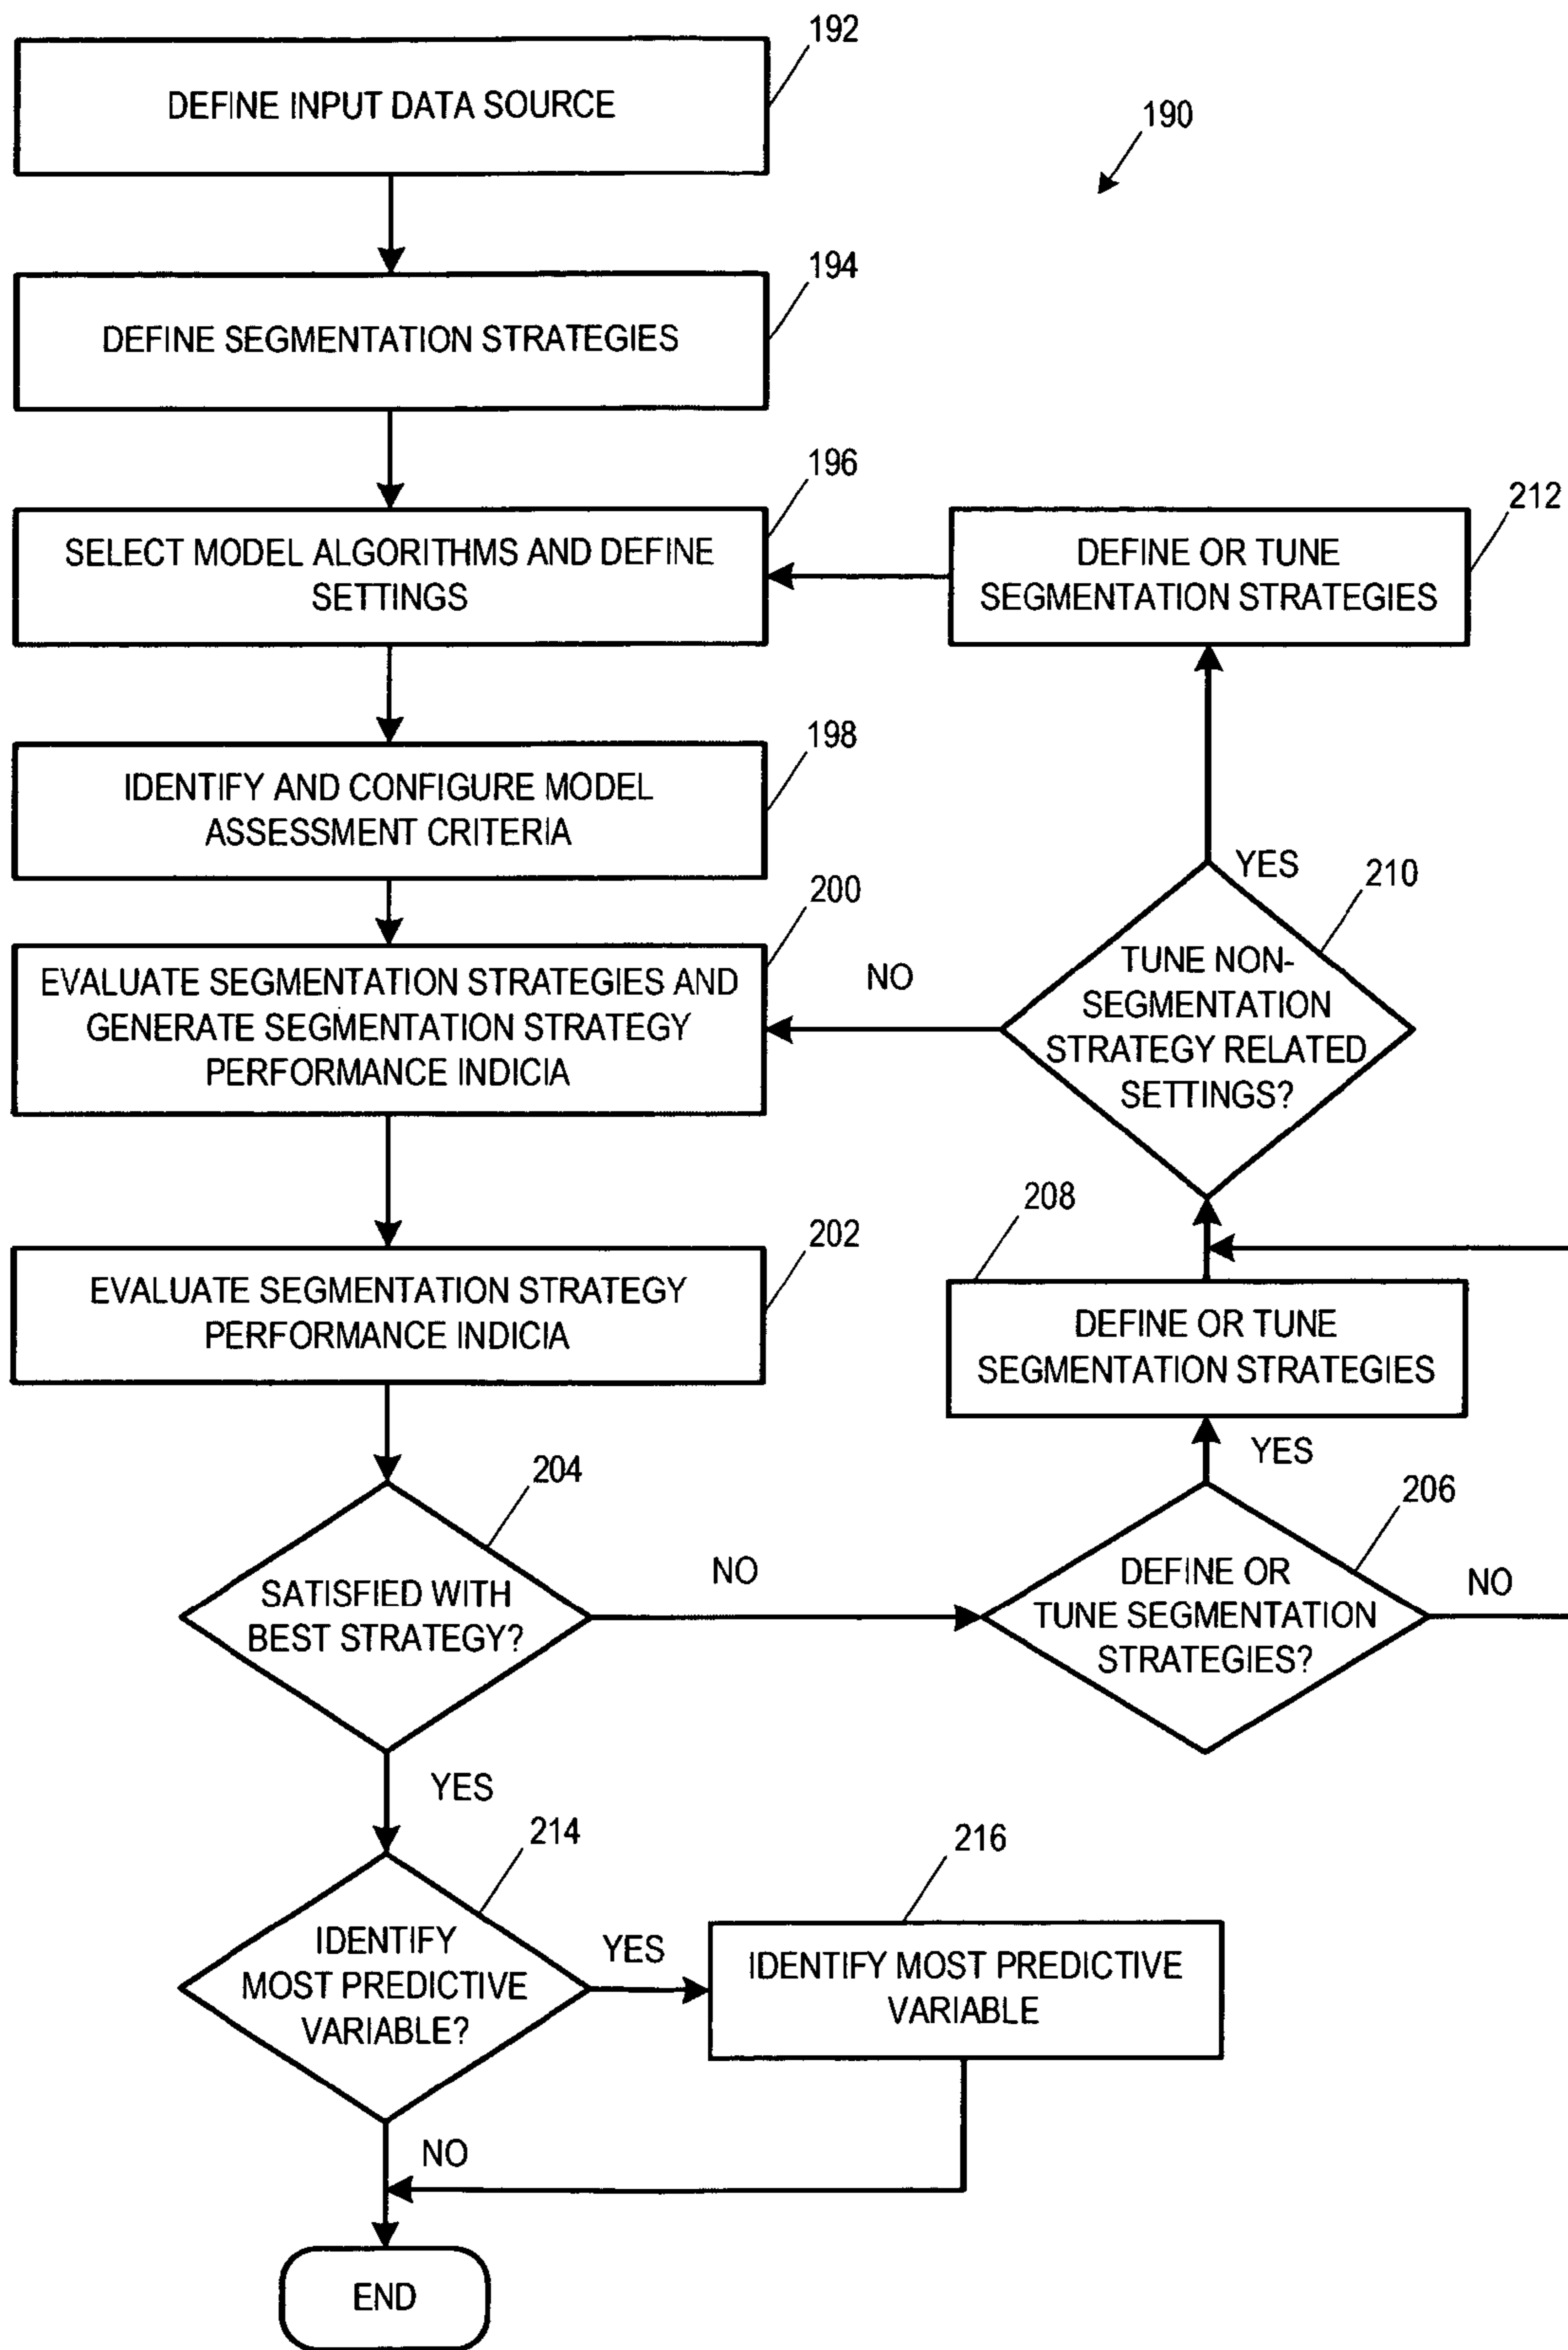 192
DEFINE INPUT DATA SOURCE
190
194
DEFINE SEGMENTATION STRATEGIES
196
SELECT MODEL ALGORITHMS AND DEFINE
SETTINGS
212
DEFINE OR TUNE
SEGMENTATION STRATEGIES
198
IDENTIFY AND CONFIGURE MODEL
ASSESSMENT CRITERIA
200
EVALUATE SEGMENTATION STRATEGIES AND
GENERATE SEGMENTATION STRATEGY
PERFORMANCE INDICIA
NO
YES
210
TUNE NON-
SEGMENTATION
STRATEGY RELATED
SETTINGS?
202
EVALUATE SEGMENTATION STRATEGY
PERFORMANCE INDICIA
208
DEFINE OR TUNE
SEGMENTATION STRATEGIES
YES
204
SATISFIED WITH
BEST STRATEGY?
NO
206
DEFINE OR
TUNE SEGMENTATION
STRATEGIES?
NO
YES
214
IDENTIFY
MOST PREDICTIVE
VARIABLE?
YES
216
IDENTIFY MOST PREDICTIVE
VARIABLE
NO
END